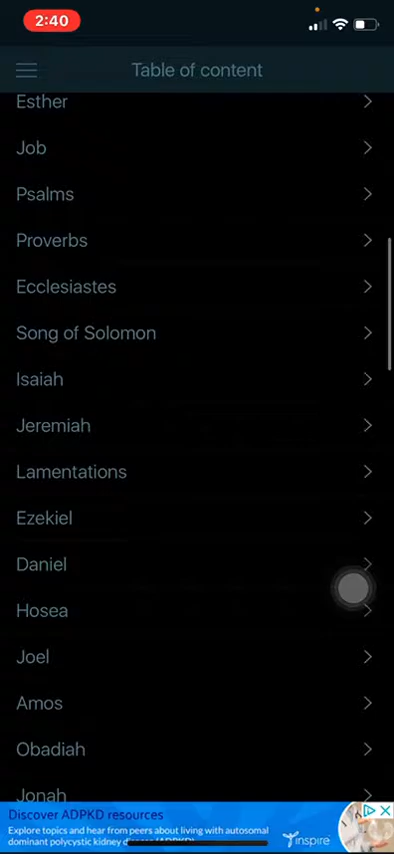 2:40
Table of content
Esther
Job
Psalms
Proverbs
Ecclesiastes
Song of Solomon
Isaiah
Jeremiah
Lamentations
Ezekiel
Daniel
Hosea
Joel
Amos
Obadiah
Jonah
Discover ADPKD resources
Explore topics and hear from peers about living with autosomal
dominant polycystic kidney disease (ADPKD).
inspire